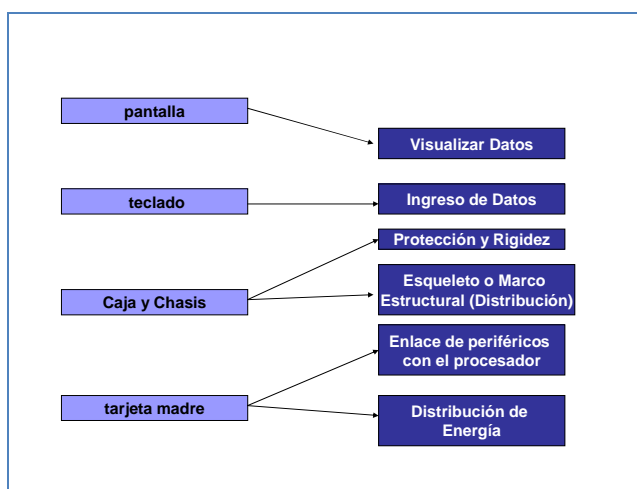 pantalla
Visualizar Datos
teclado
Ingreso de Datos
Protección y Rigidez
Caja y Chasis
Esqueleto o Marco
Estructural (Distribución)
Enlace de periféricos
con el procesador
tarjeta madre
Distribución de
Energía